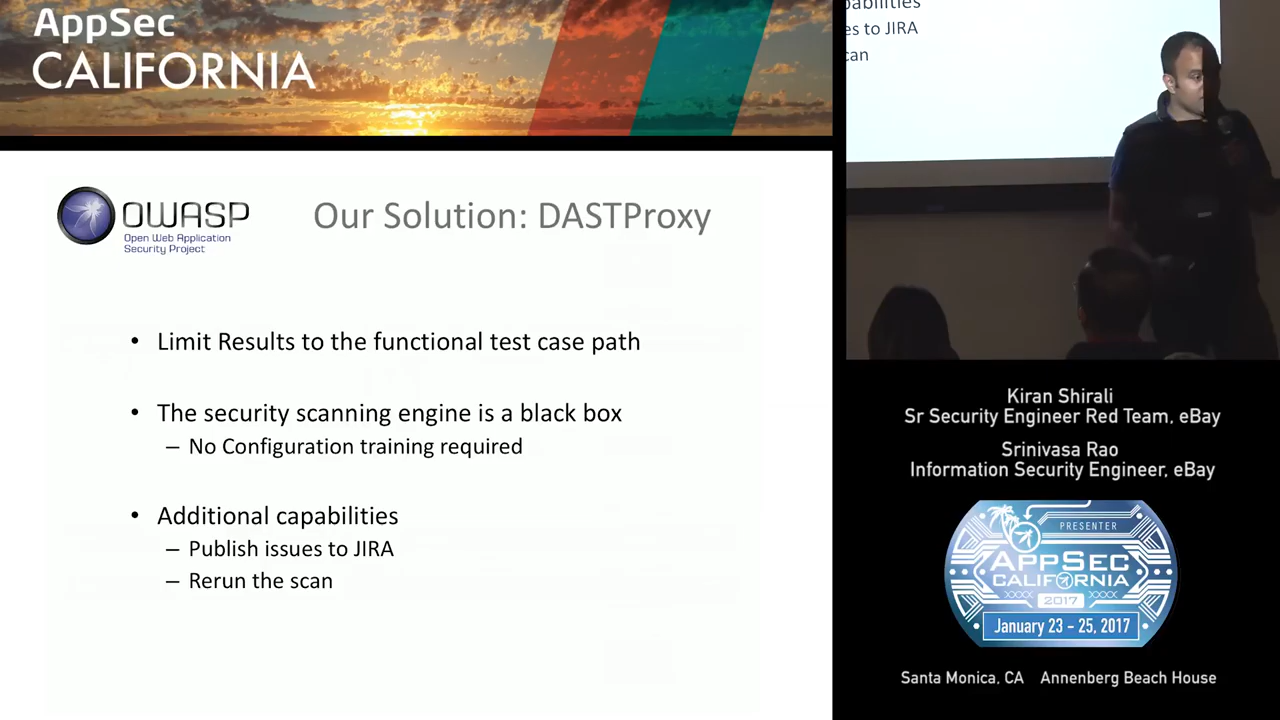 AppSec
CALIFORNIA
OWASP
Open Web Application
Security Project
Our Solution: DASTProxy
• Limit Results to the functional test case path
• The security scanning engine is a black box
– No Configuration training required
• Additional capabilities
– Publish issues to JIRA
– Rerun the scan
pabilities
es to JIRA
can
Kiran Shirali
Sr Security Engineer Red Team, eBay
Srinivasa Rao
Information Security Engineer, eBay
PRESENTER
APPSEC
CALIFORNIA
2017
January 23 - 25, 2017
Santa Monica, CA Annenberg Beach House